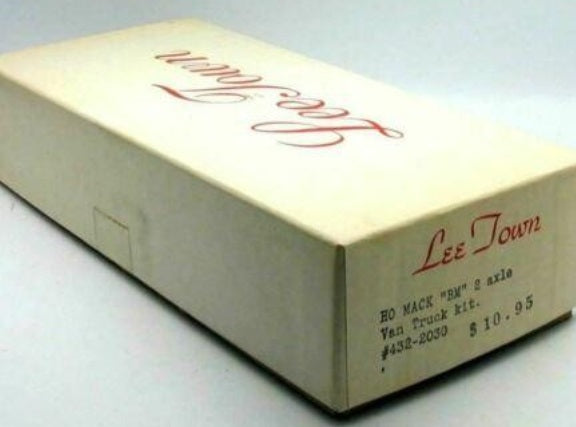 Lee Town
LEE TOWN
HO MACK "BM" 2 axle
Van Truck kit.
#432-2030 $10.95